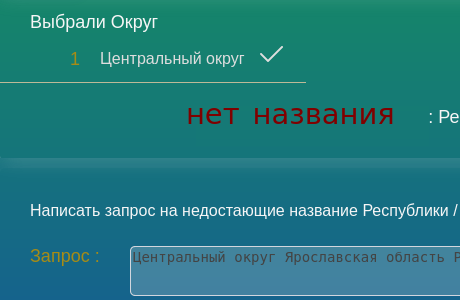 Выбрали Округ
1 Центральный округ
нет названия : Ре
Написать запрос на недостающие название Республики /
Запрос : Центральный округ Ярославская область Р